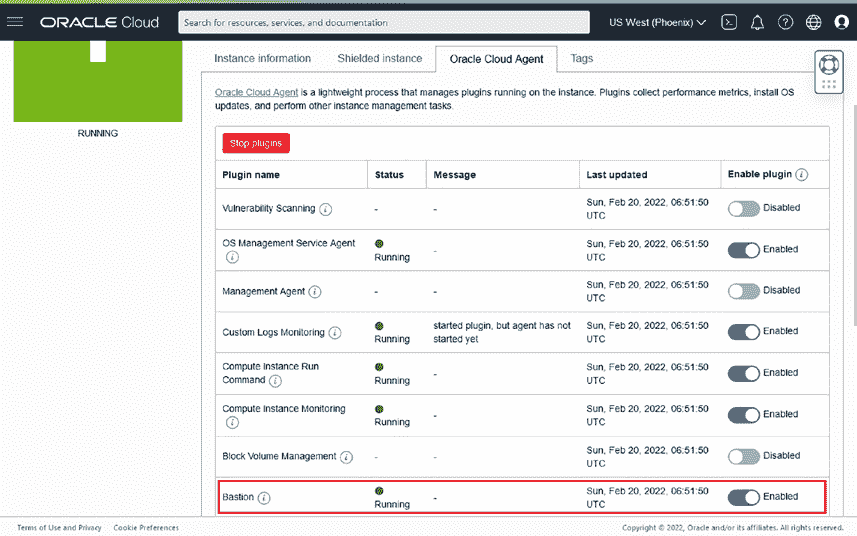 ORACLE Cloud
Search for resources, services, and documentation
US West (Phoenix)
Instance information
Shielded instance
Oracle Cloud Agent
Tags
Oracle Cloud Agent is a lightweight process that manages plugins running on the instance. Plugins collect performance metrics, install OS
updates, and perform other instance management tasks.
RUNNING
Stop plugins
Plugin name Status Message Last updated Enable plugin
Vulnerability Scanning - - Sun, Feb 20, 2022, 06:51:50 Disabled
UTC
OS Management Service Agent Running - Sun, Feb 20, 2022, 06:51:50 Enabled
UTC
Management Agent - - Sun, Feb 20, 2022, 06:51:50 Disabled
UTC
Custom Logs Monitoring Running started plugin, but agent has not Sun, Feb 20, 2022, 06:51:50 Enabled
started yet UTC
Compute Instance Run Running - Sun, Feb 20, 2022, 06:51:50 Enabled
Command UTC
Compute Instance Monitoring Running - Sun, Feb 20, 2022, 06:51:50 Enabled
UTC
Block Volume Management - - Sun, Feb 20, 2022, 06:51:50 Disabled
UTC
Bastion Running - Sun, Feb 20, 2022, 06:51:50 Enabled
UTC
Terms of Use and Privacy Cookie Preferences
Copyright © 2022, Oracle and/or its affiliates. All rights reserved.